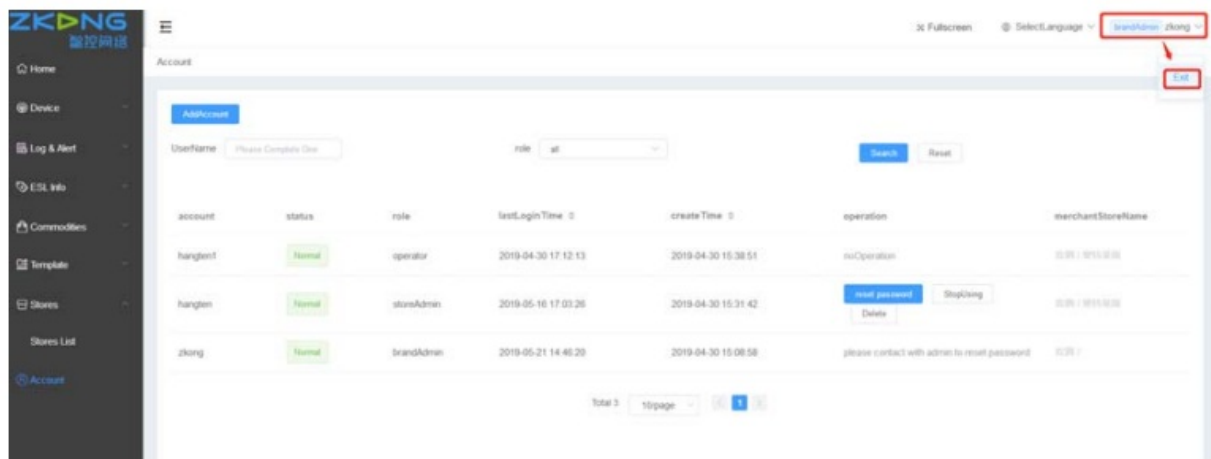 ZKONG
智控网络
Fullscreen
SelectLanguage
brandAdmin zkong
Exit
Home
Account
Device
AddAccount
Log & Alert
UserName Please Complete One role all Search Reset
ESL Info
account status role lastLoginTime createTime operation merchantStoreName
Commodities
hangten1 Normal operator 2019-04-30 17:12:13 2019-04-30 15:38:51 noOperation
Template
Stores
hangten Normal storeAdmin 2019-05-16 17:03:26 2019-04-30 15:31:42 reset password StopUsing
Delete
Stores List
zkong Normal brandAdmin 2019-05-21 14:46:20 2019-04-30 15:08:58 please contact with admin to reset password
Account
Total 3 10/page 1